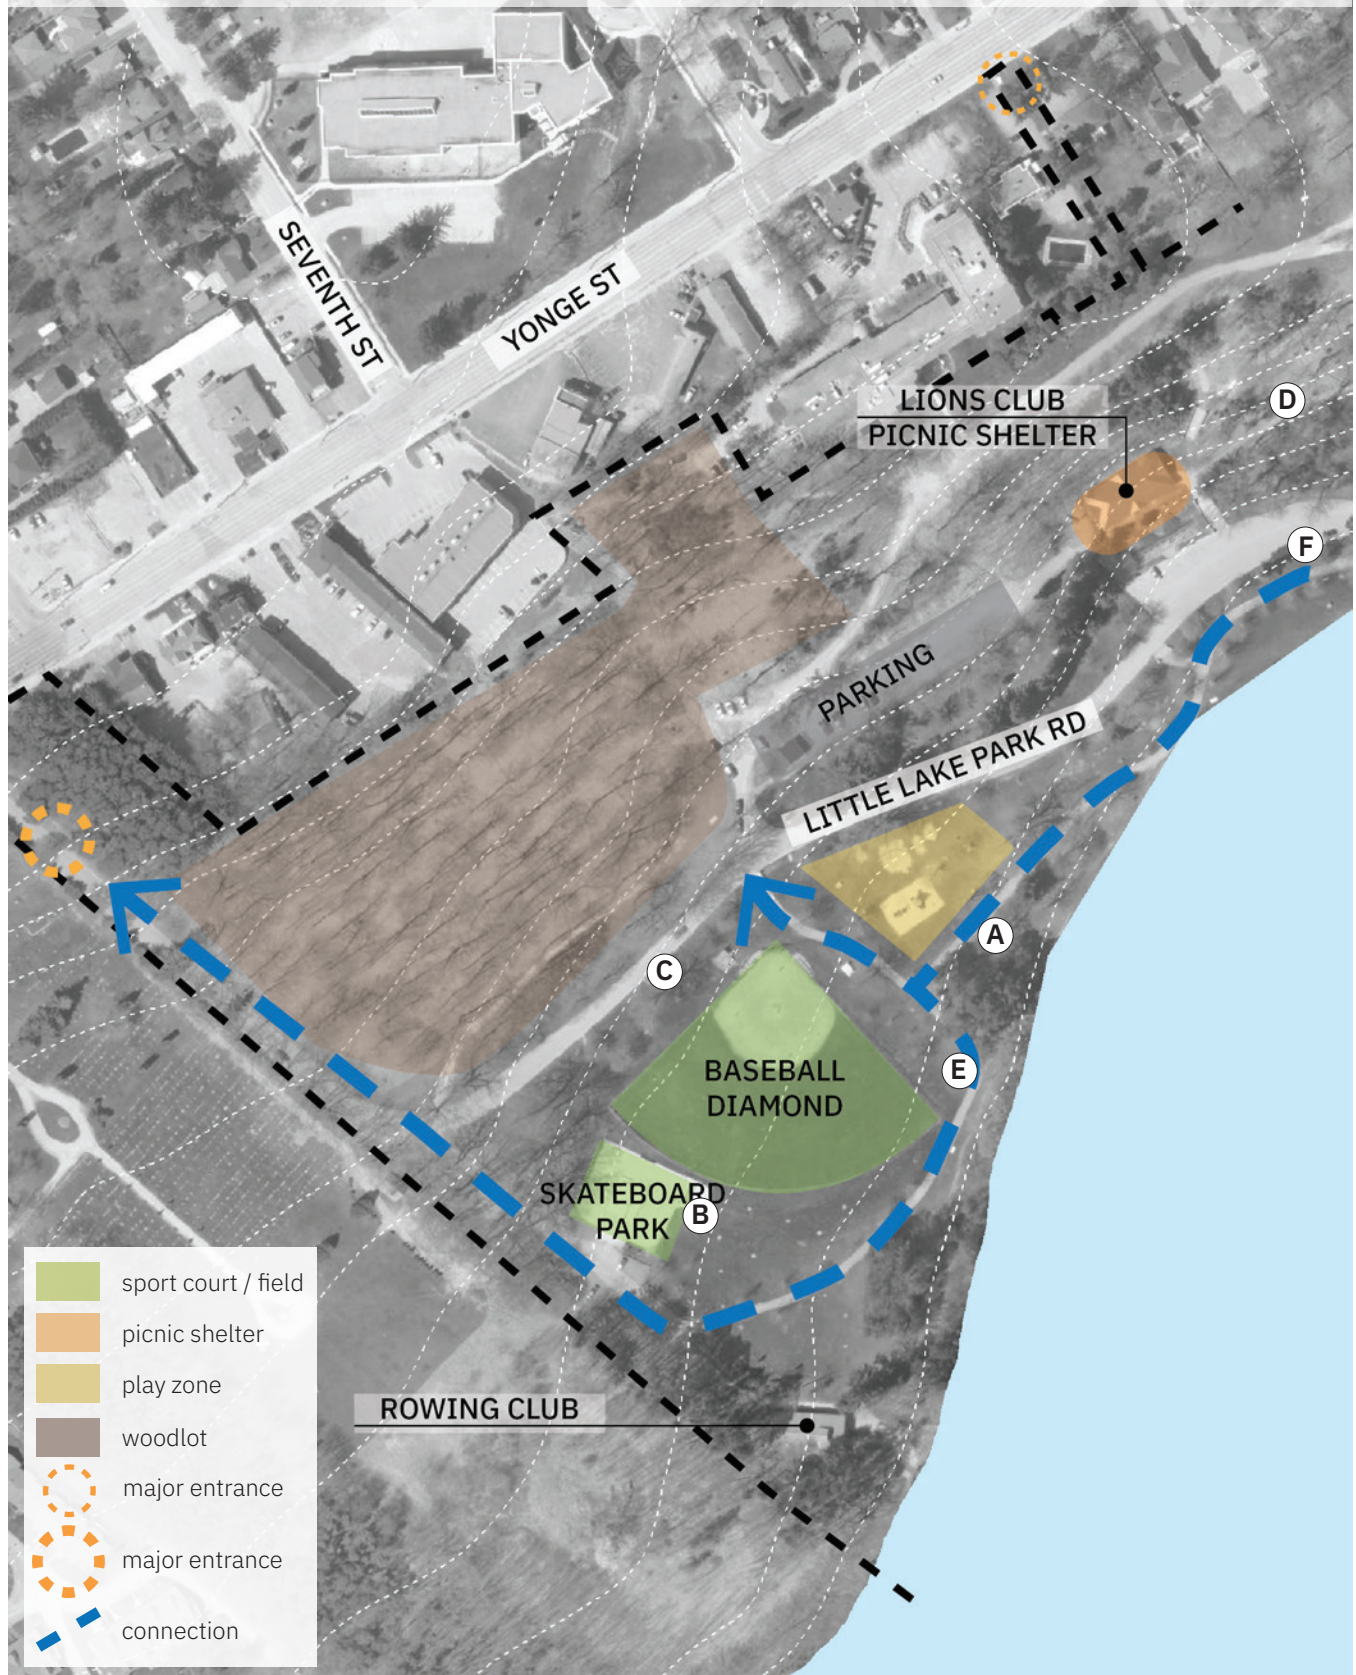 SEVENTH ST
YONGE ST
LIONS CLUB
PICNIC SHELTER
D
F
PARKING
LITTLE LAKE PARK RD
A
C
BASEBALL
DIAMOND
E
SKATEBOARD
PARK
B
ROWING CLUB
sport court / field
picnic shelter
play zone
woodlot
major entrance
major entrance
connection